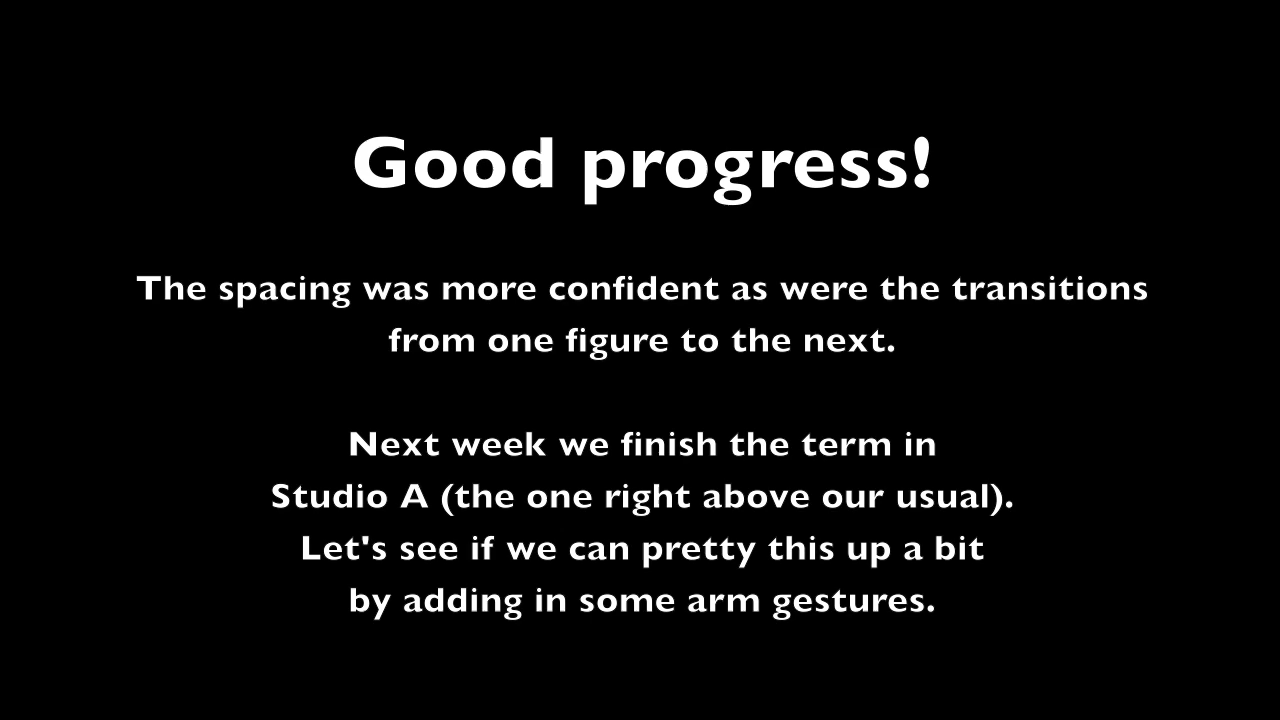 Good progress!
The spacing was more confident as were the transitions
from one figure to the next.
Next week we finish the term in
Studio A (the one right above our usual).
Let's see if we can pretty this up a bit
by adding in some arm gestures.